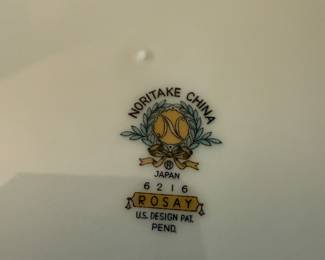 NORITAKE CHINA
N
®
JAPAN
6216
ROSAY
U.S. DESIGN PAT.
PEND.